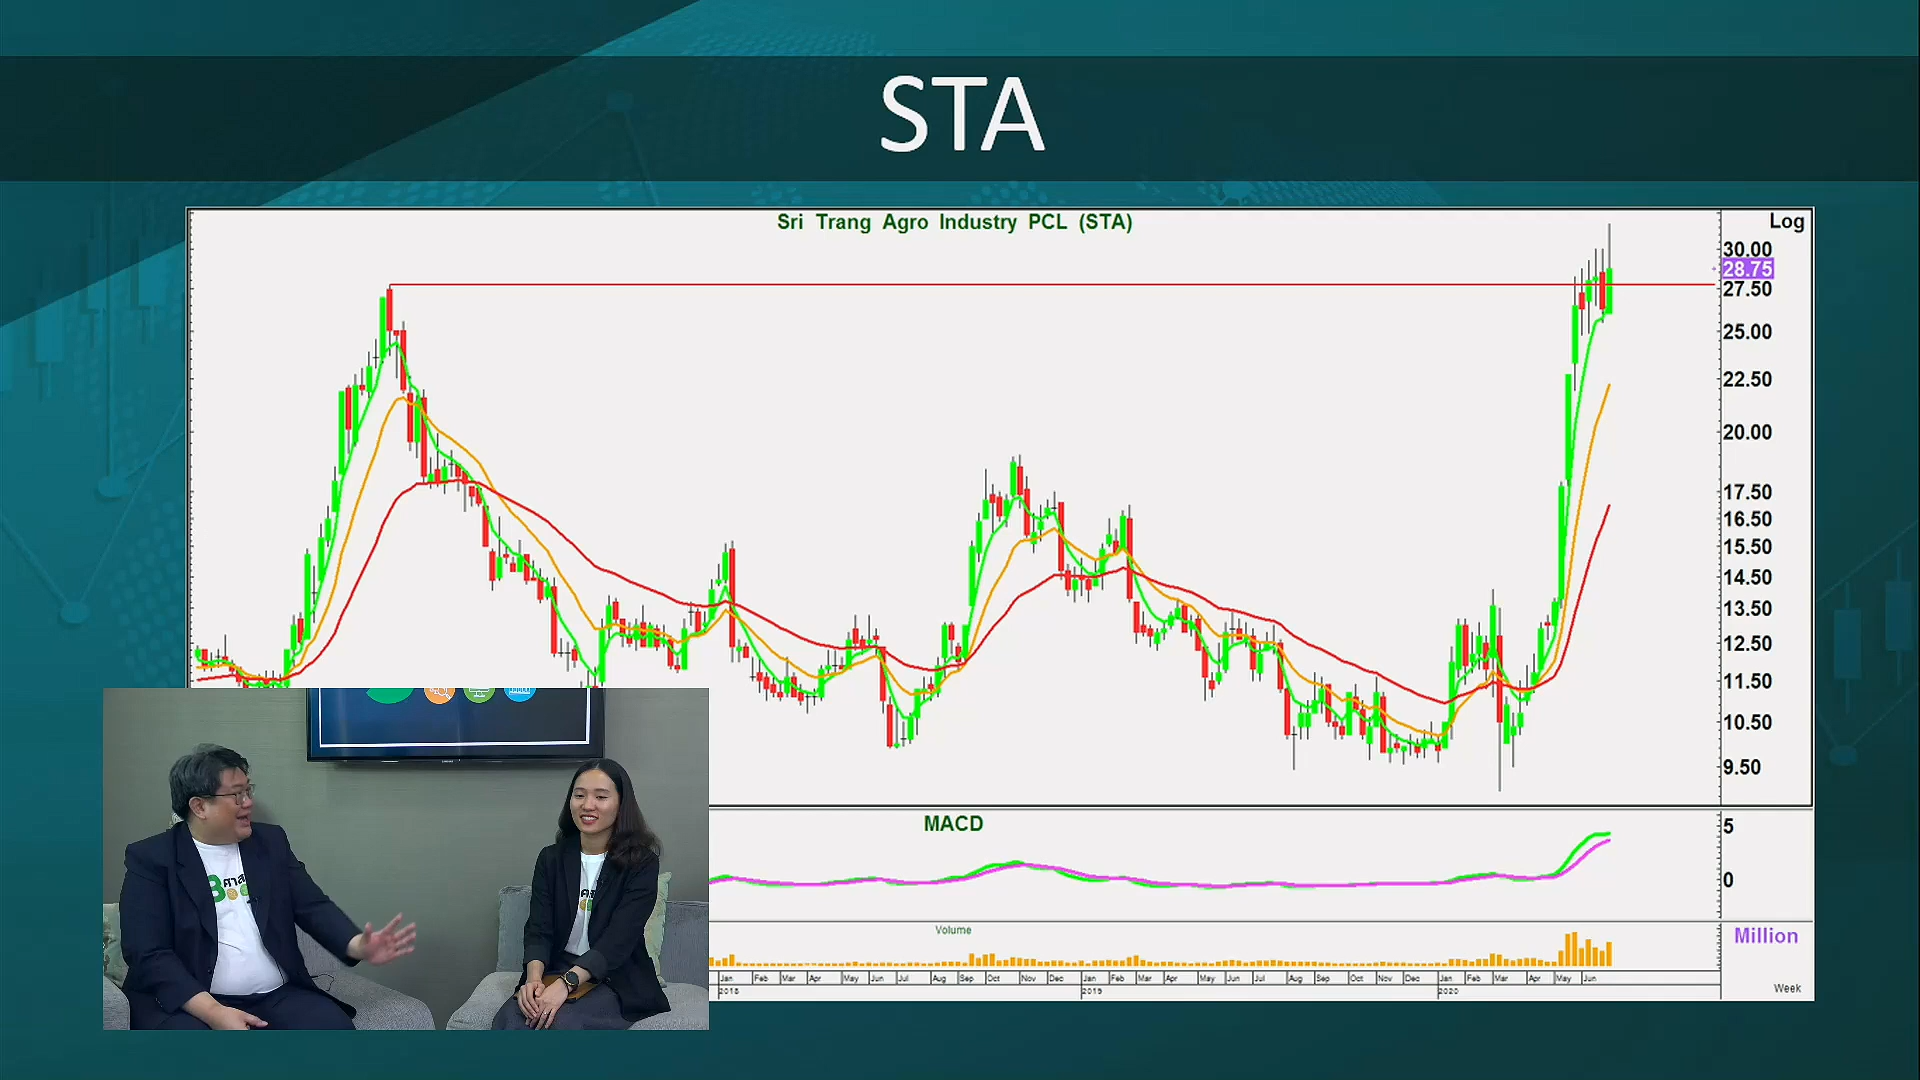 STA
Sri Trang Agro Industry PCL (STA)
Log
30.00
28.75
27.50
25.00
22.50
20.00
17.50
16.50
15.50
14.50
13.50
12.50
11.50
10.50
9.50
MACD
5
0
Volume
Million
Jan Feb Mar Apr May Jun Jul Aug Sep Oct Nov Dec Jan Feb Mar Apr May Jun Jul Aug Sep Oct Nov Dec Jan Feb Mar Apr May Jun
2018 2019 2020
Week